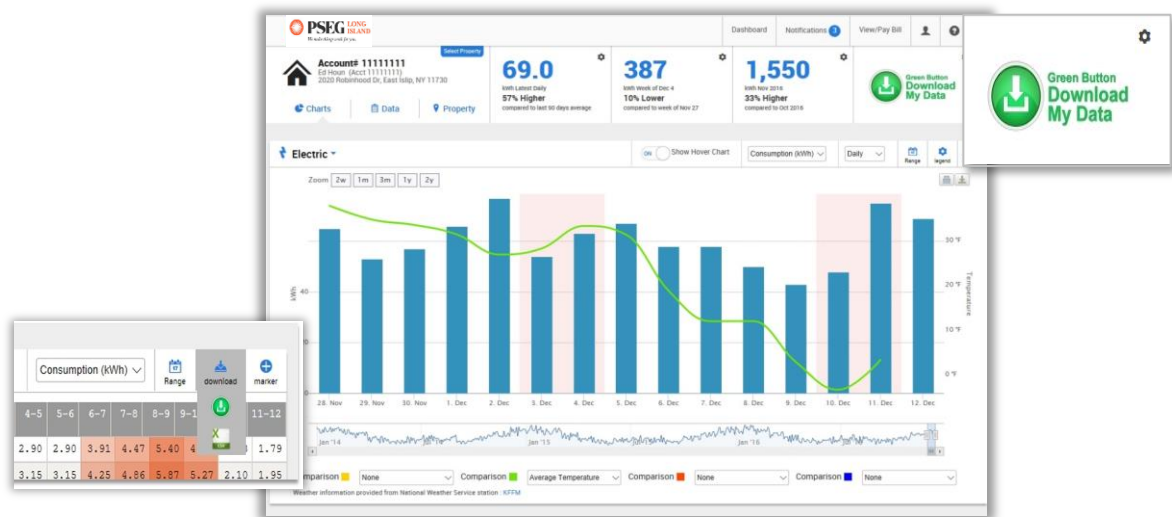 PSEG LONG ISLAND
Dashboard
Notifications 3
View/Pay Bill
Select Property
Account# 11111111
Ed Houn (Acct 11111111)
2020 Robinhood Dr, East Islip, NY 11730
Charts
Data
Property
69.0
kWh Latest Daily
57% Higher
compared to last 90 days average
387
kWh Week of Dec 4
10% Lower
compared to week of Nov 27
1,550
kWh Nov 2016
33% Higher
compared to Oct 2016
Green Button
Download
My Data
Green Button
Download
My Data
Electric
ON
Show Hover Chart
Consumption (kWh)
Daily
Range
legend
Zoom 2w 1m 3m 1y 2y
kWh
40
0
30 °F
20 °F
10 °F
0 °F
Temperature
28. Nov 29. Nov 30. Nov 1. Dec 2. Dec 3. Dec 4. Dec 5. Dec 6. Dec 7. Dec 8. Dec 9. Dec 10. Dec 11. Dec 12. Dec
Jan '14 Jan '15 Jan '16
Comparison None
Comparison Average Temperature
Comparison None
Comparison None
Weather information provided from National Weather Service station : KFFM
Consumption (kWh)
Range
download
marker
4-5 5-6 6-7 7-8 8-9 11-12
2.90 2.90 3.91 4.47 5.40 1.79
3.15 3.15 4.25 4.86 5.87 5.27 2.10 1.95